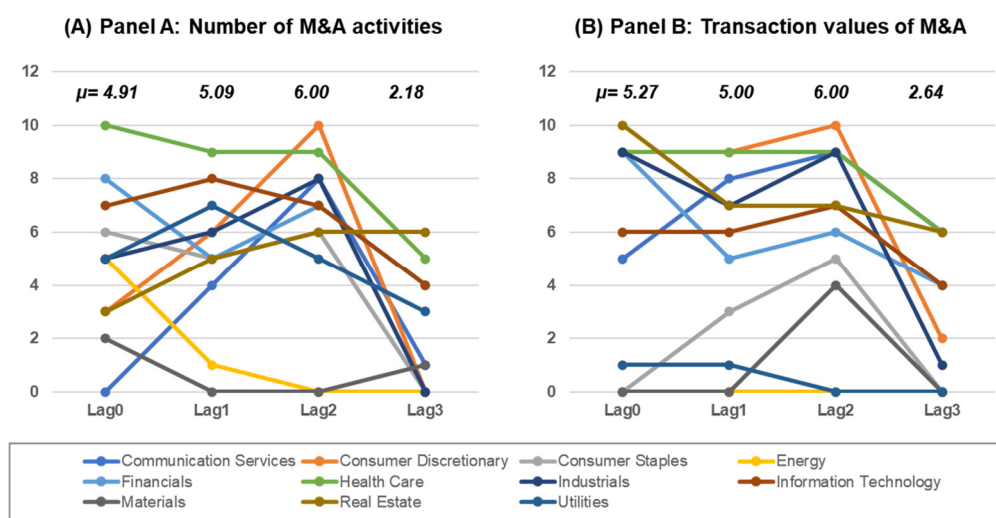 (A) Panel A: Number of M&A activities
12
10
8
6
4
2
0
μ= 4.91 5.09 6.00 2.18
Lag0 Lag1 Lag2 Lag3
(B) Panel B: Transaction values of M&A
12
10
8
6
4
2
0
μ= 5.27 5.00 6.00 2.64
Lag0 Lag1 Lag2 Lag3
Communication Services Consumer Discretionary Consumer Staples Energy
Financials Health Care Industrials Information Technology
Materials Real Estate Utilities